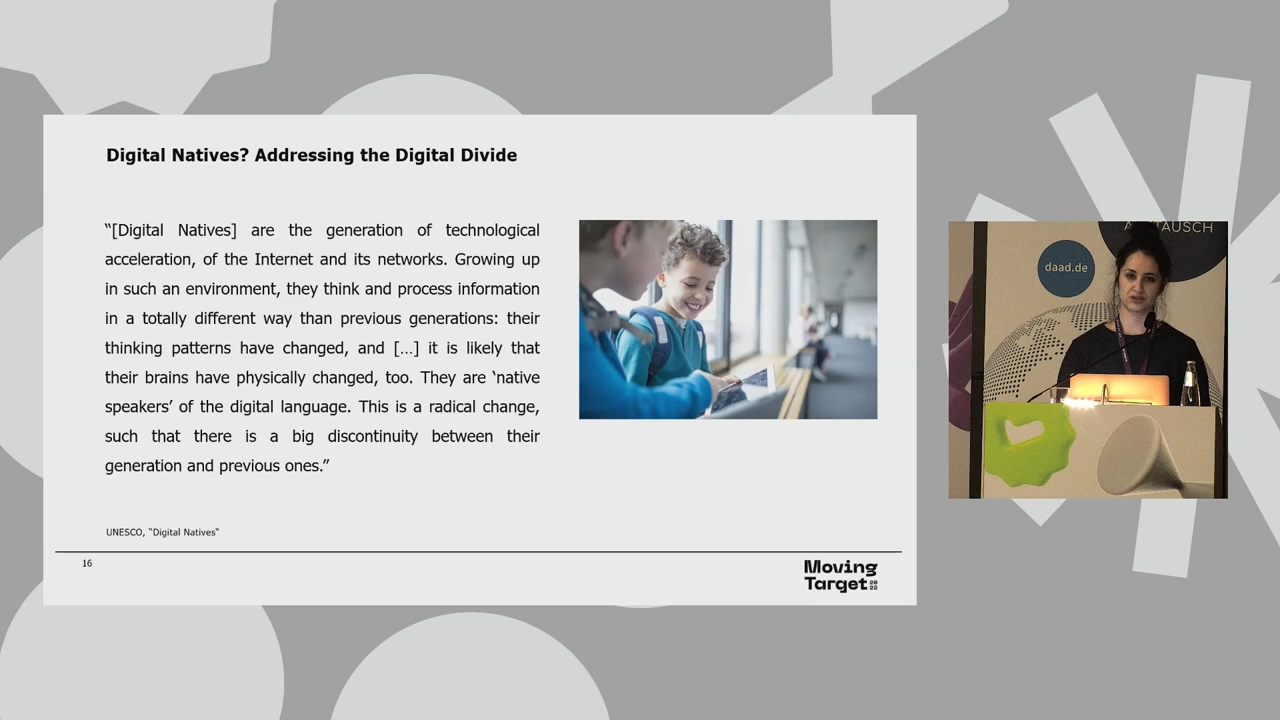 Digital Natives? Addressing the Digital Divide
“[Digital Natives] are the generation of technological
acceleration, of the Internet and its networks. Growing up
in such an environment, they think and process information
in a totally different way than previous generations: their
thinking patterns have changed, and […] it is likely that
their brains have physically changed, too. They are ‘native
speakers’ of the digital language. This is a radical change,
such that there is a big discontinuity between their
generation and previous ones.”
UNESCO, “Digital Natives“
16
Moving
Target 2022
daad.de